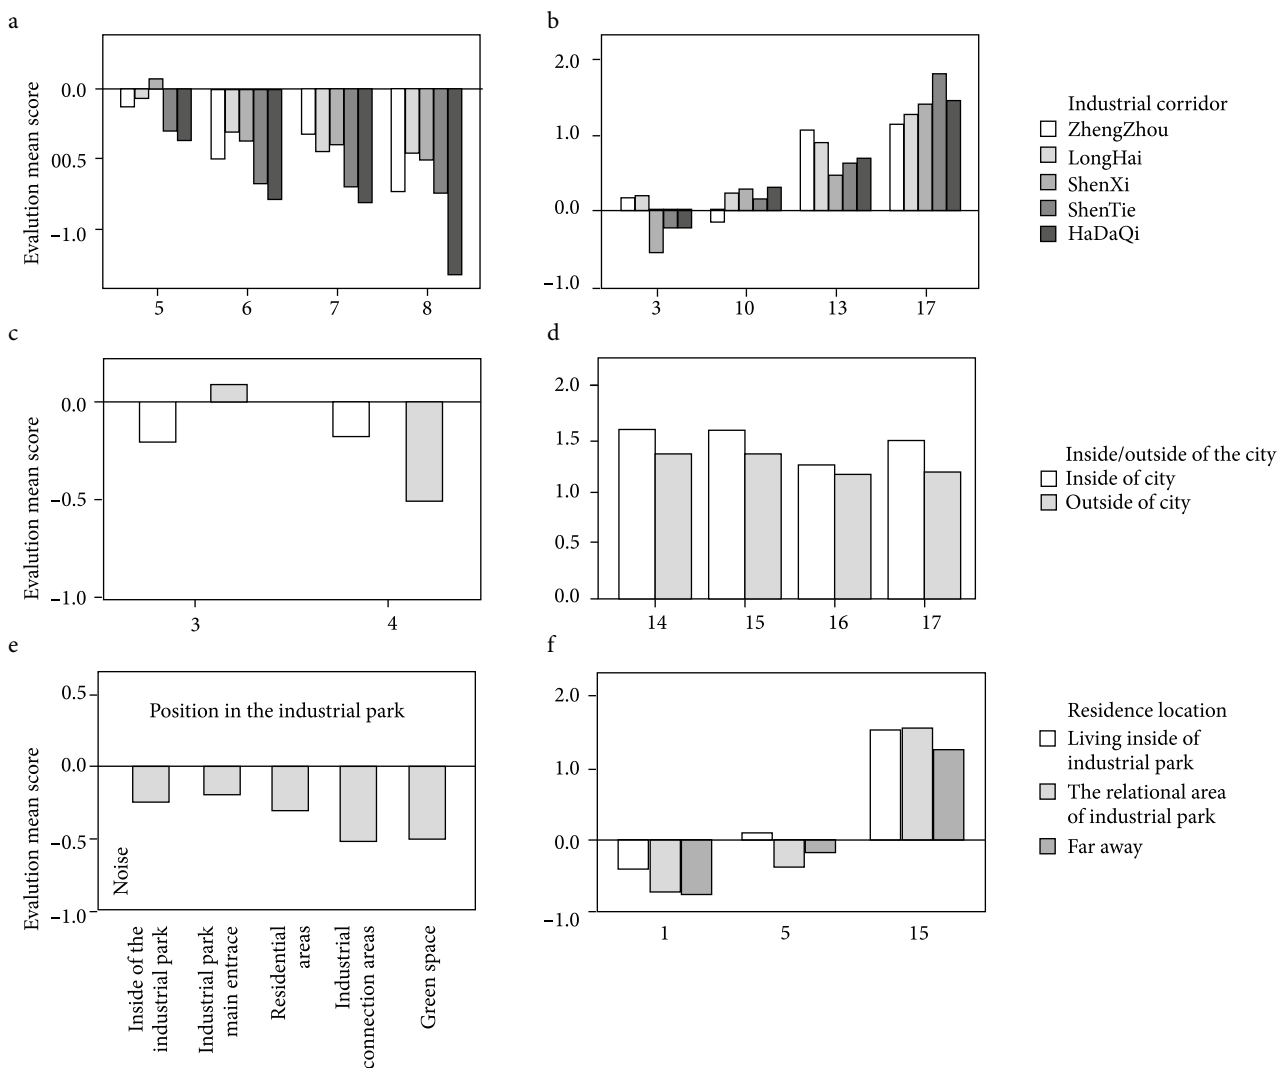 a
Evalution mean score
0.0
00.5
−1.0
5 6 7 8
b
2.0
1.0
0.0
−1.0
3 10 13 17
Industrial corridor
ZhengZhou
LongHai
ShenXi
ShenTie
HaDaQi
c
Evalution mean score
0.0
−0.5
−1.0
3 4
d
2.0
1.5
1.0
0.5
0.0
14 15 16 17
Inside/outside of the city
Inside of city
Outside of city
e
Evalution mean score
0.5
0.0
−0.5
−1.0
Position in the industrial park
Noise
Inside of the
industrial park
Industrial park
main entrace
Residential
areas
Industrial
connection areas
Green space
f
2.0
1.0
0.0
−1.0
1 5 15
Residence location
Living inside of
industrial park
The relational area
of industrial park
Far away